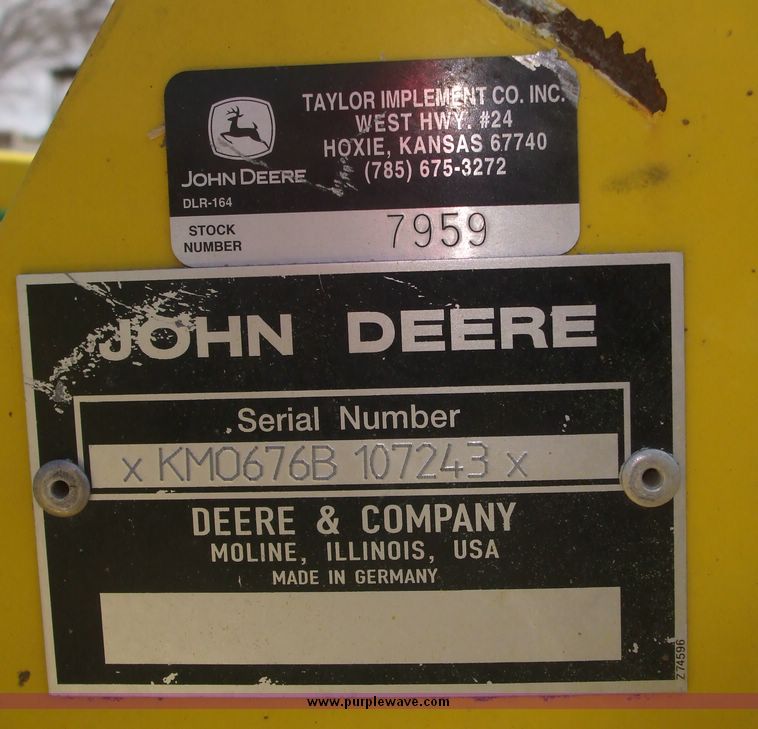 TAYLOR IMPLEMENT CO. INC.
WEST HWY. #24
HOXIE, KANSAS 67740
(785) 675-3272
JOHN DEERE
DLR-164
STOCK
NUMBER
7959
JOHN DEERE
Serial Number
x KM0676B 107243 x
DEERE & COMPANY
MOLINE, ILLINOIS, USA
MADE IN GERMANY
Z 74596
www.purplewave.com